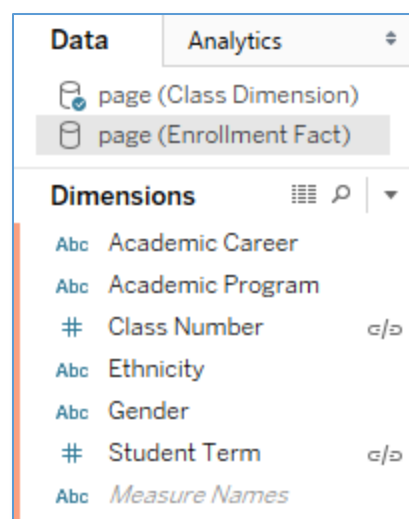 Data Analytics
page (Class Dimension)
page (Enrollment Fact)
Dimensions
Abc Academic Career
Abc Academic Program
# Class Number
Abc Ethnicity
Abc Gender
# Student Term
Abc Measure Names